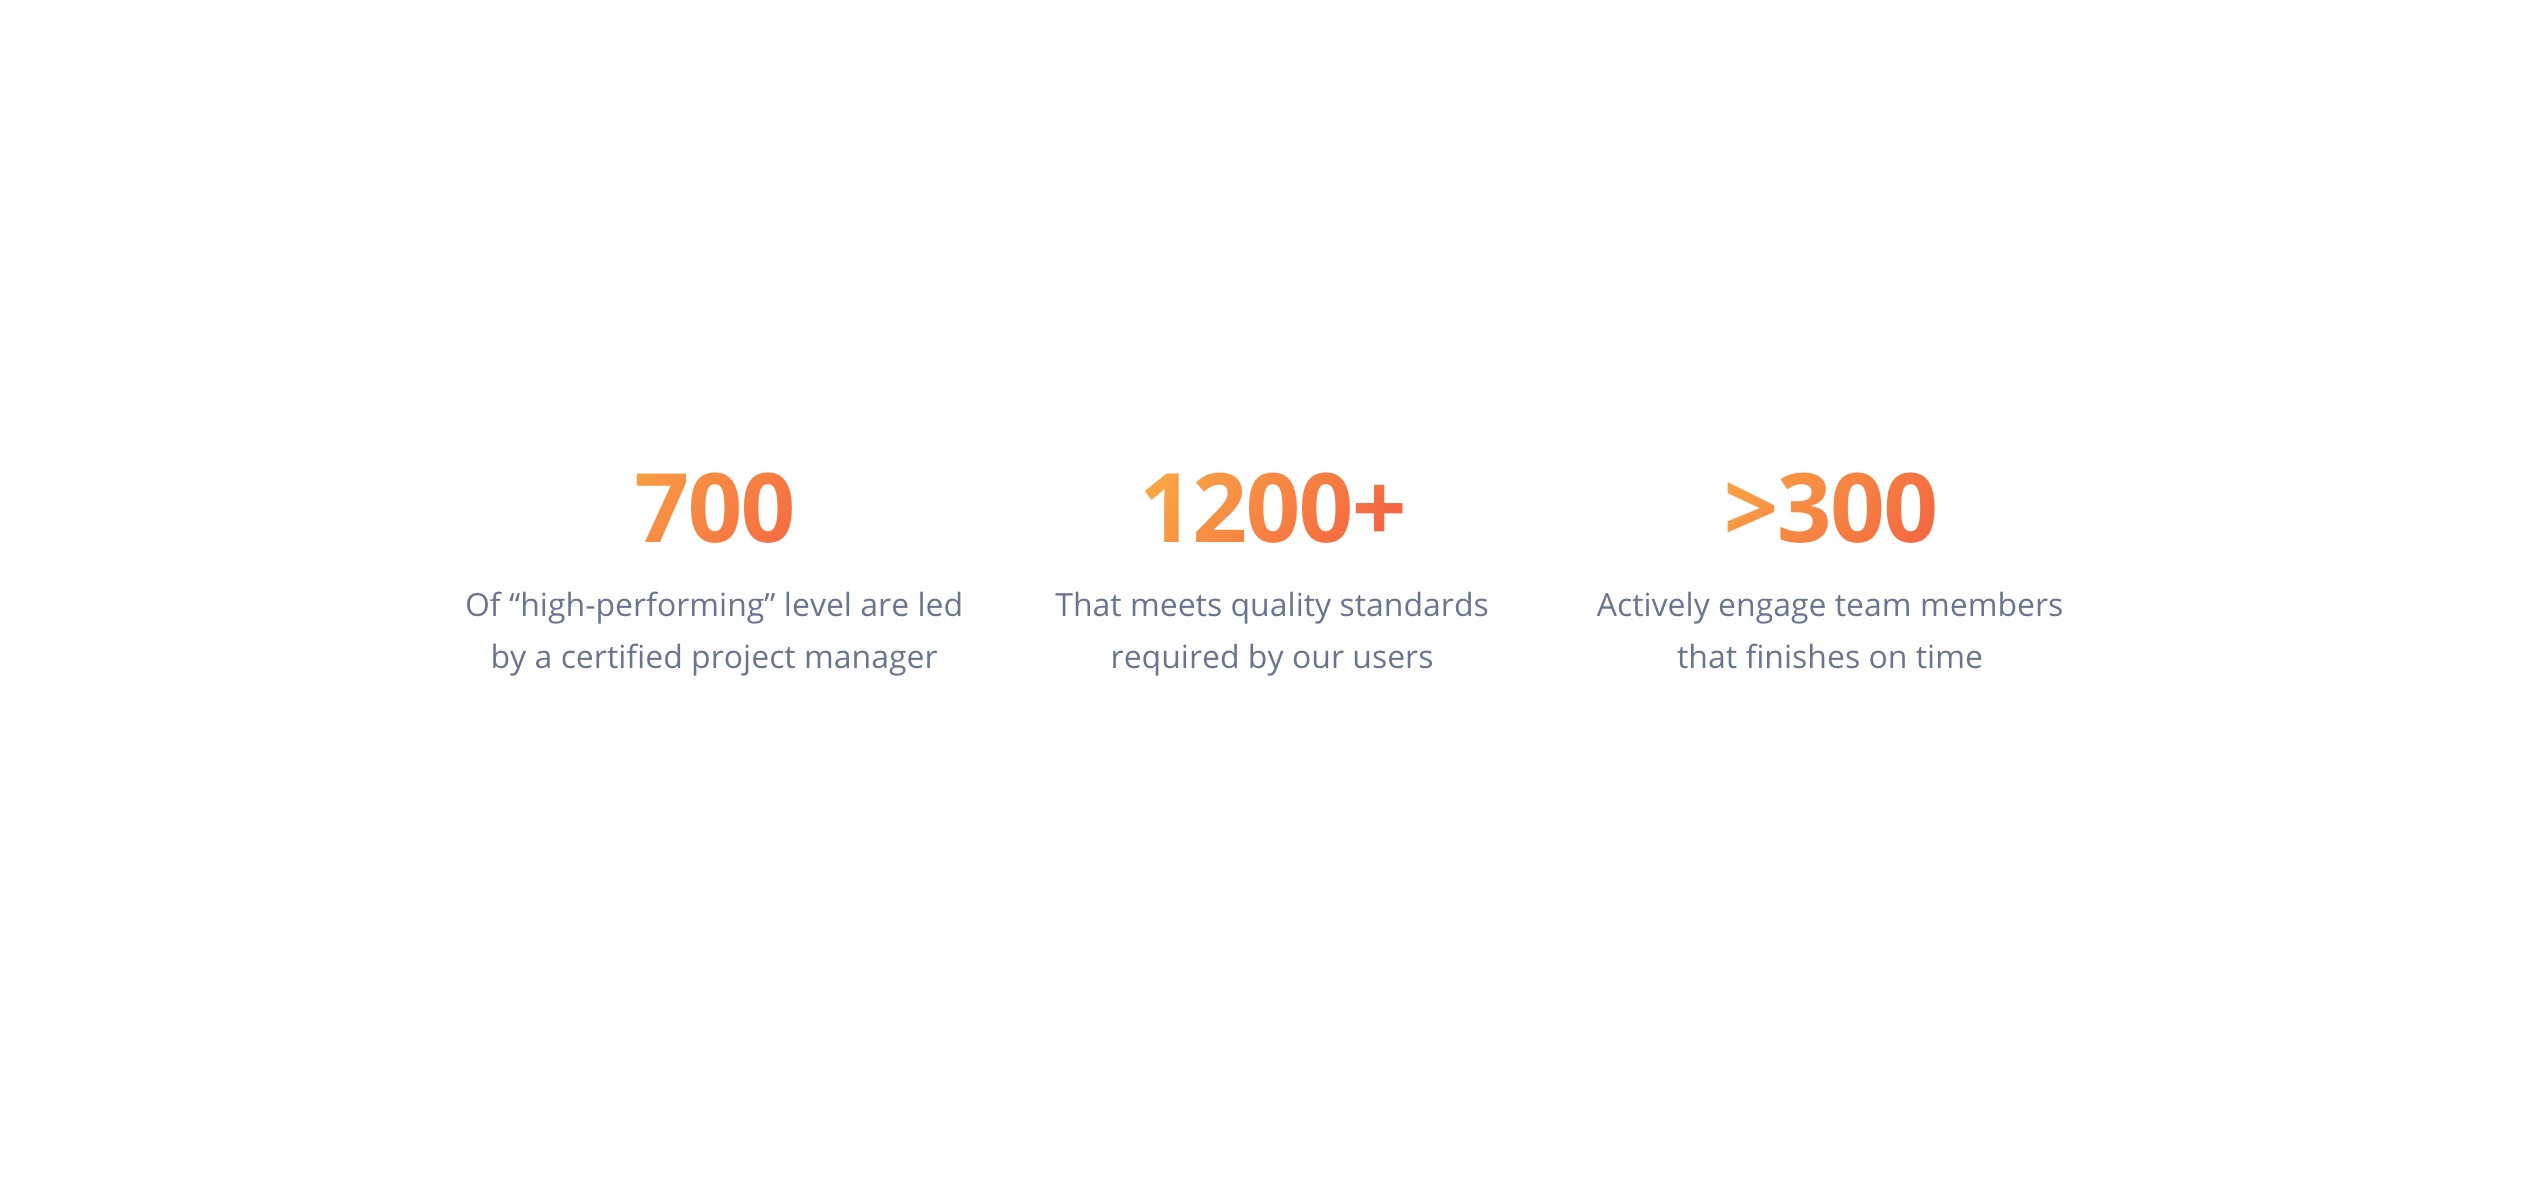 700
Of “high-performing” level are led
by a certified project manager
1200+
That meets quality standards
required by our users
>300
Actively engage team members
that finishes on time